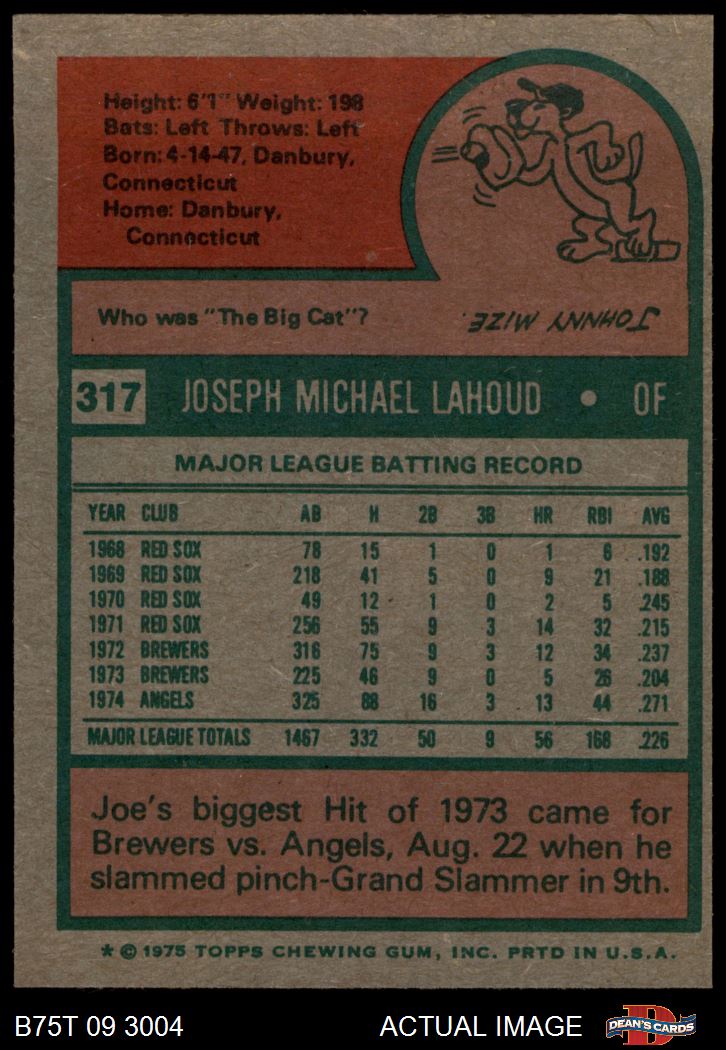 Height: 6'1" Weight: 198
Bats: Left Throws: Left
Born: 4-14-47, Danbury,
Connecticut
Home: Danbury,
Connecticut
Who was "The Big Cat"?
JOHNNY MIZE.
317 JOSEPH MICHAEL LAHOUD • OF
MAJOR LEAGUE BATTING RECORD
YEAR CLUB AB H 2B 3B HR RBI AVG
1968 RED SOX 78 15 1 0 1 6 .192
1969 RED SOX 218 41 5 0 9 21 .188
1970 RED SOX 49 12 1 0 2 5 .245
1971 RED SOX 256 55 9 3 14 32 .215
1972 BREWERS 316 75 9 3 12 34 .237
1973 BREWERS 225 46 9 0 5 26 .204
1974 ANGELS 325 88 16 3 13 44 .271
MAJOR LEAGUE TOTALS 1467 332 50 9 56 168 .226
Joe's biggest Hit of 1973 came for
Brewers vs. Angels, Aug. 22 when he
slammed pinch-Grand Slammer in 9th.
* © 1975 TOPPS CHEWING GUM, INC. PRTD IN U.S.A.
B75T 09 3004 ACTUAL IMAGE D DEAN'S CARDS